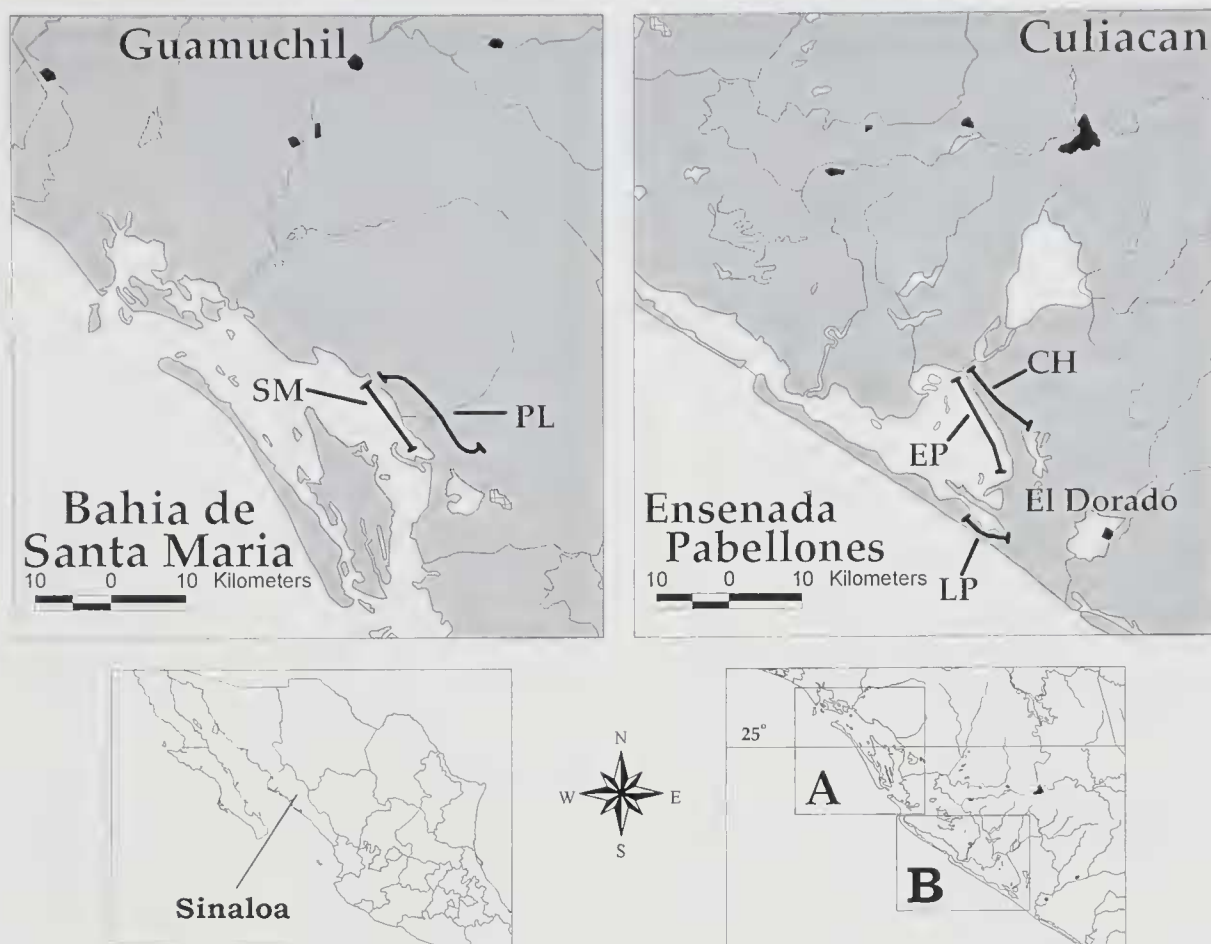 Guamuchil
SM
PL
Bahia de
Santa Maria
10 0 10 Kilometers
Culiacan
CH
EP
El Dorado
Ensenada
Pabellones
LP
10 0 10 Kilometers
Sinaloa
N
W E
S
25°
A
B